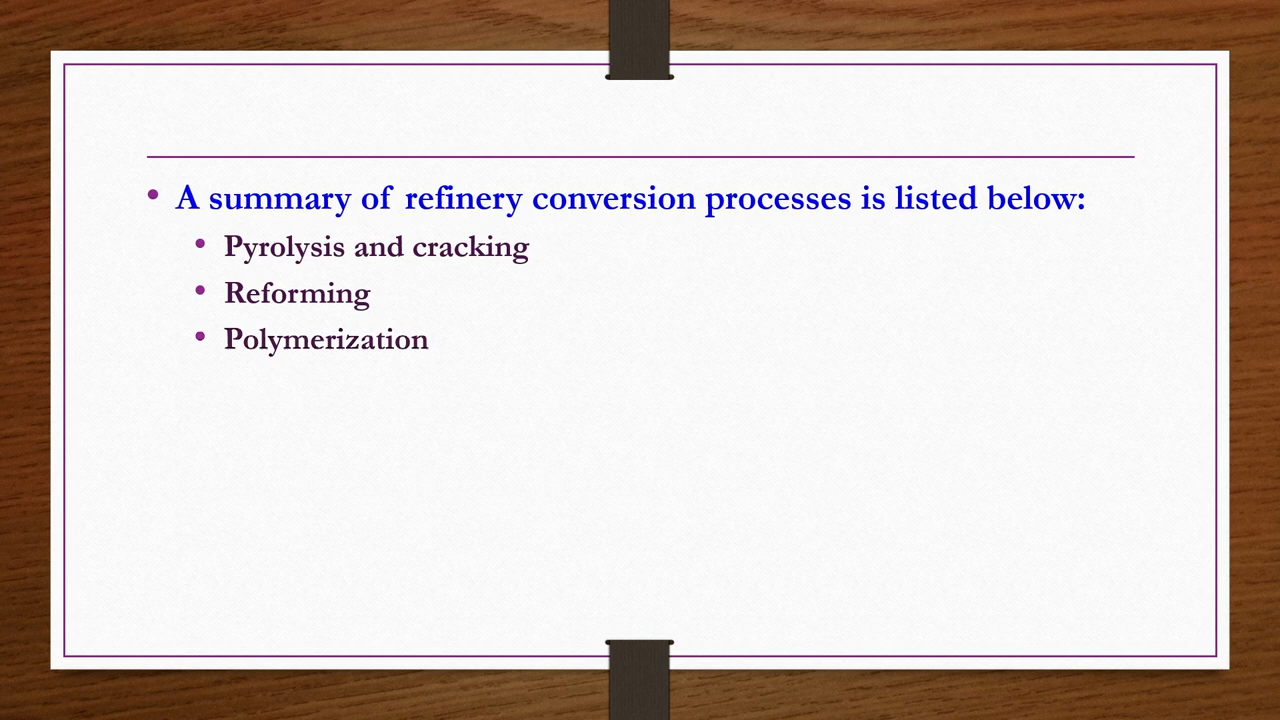 A summary of refinery conversion processes is listed below:
Pyrolysis and cracking
Reforming
Polymerization